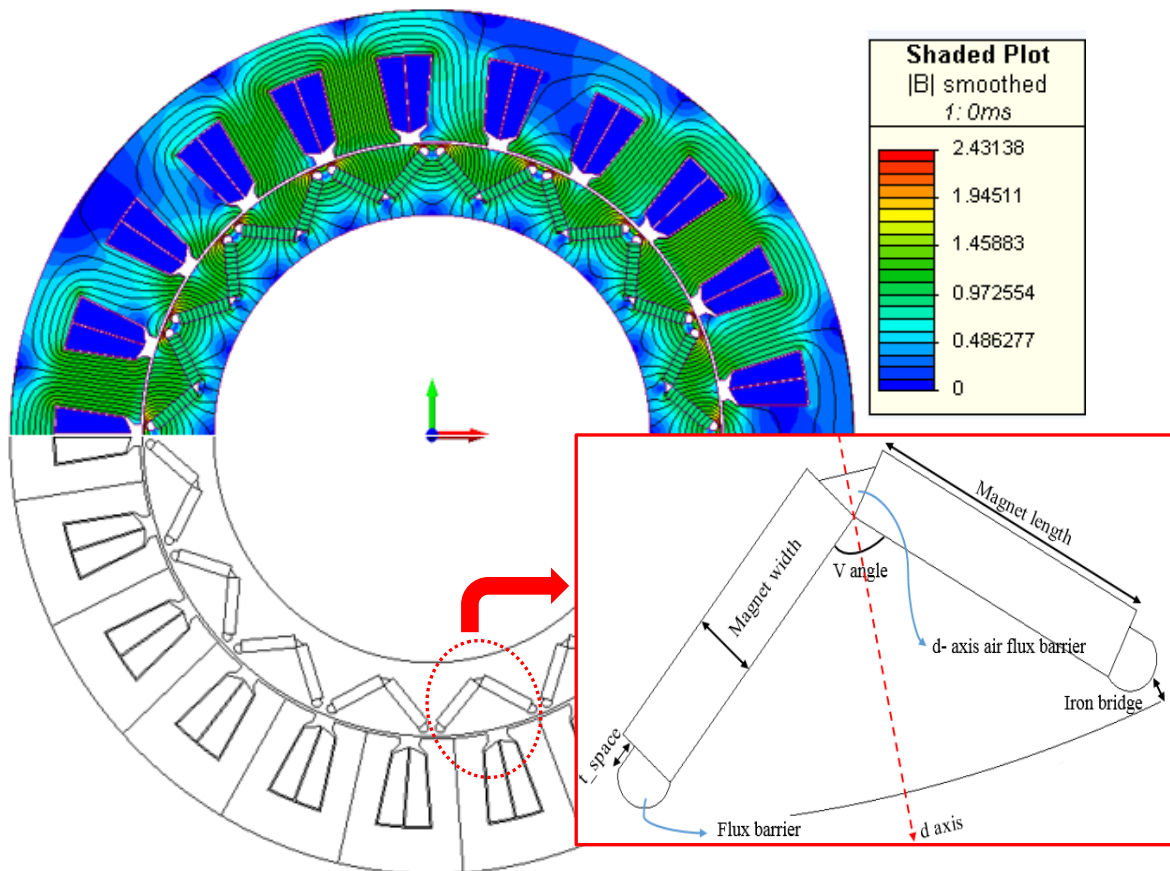 Shaded Plot
|B| smoothed
1: 0ms
2.43138
1.94511
1.45883
0.972554
0.486277
0
Magnet length
V angle
Magnet width
d- axis air flux barrier
Iron bridge
t_space
Flux barrier
d axis